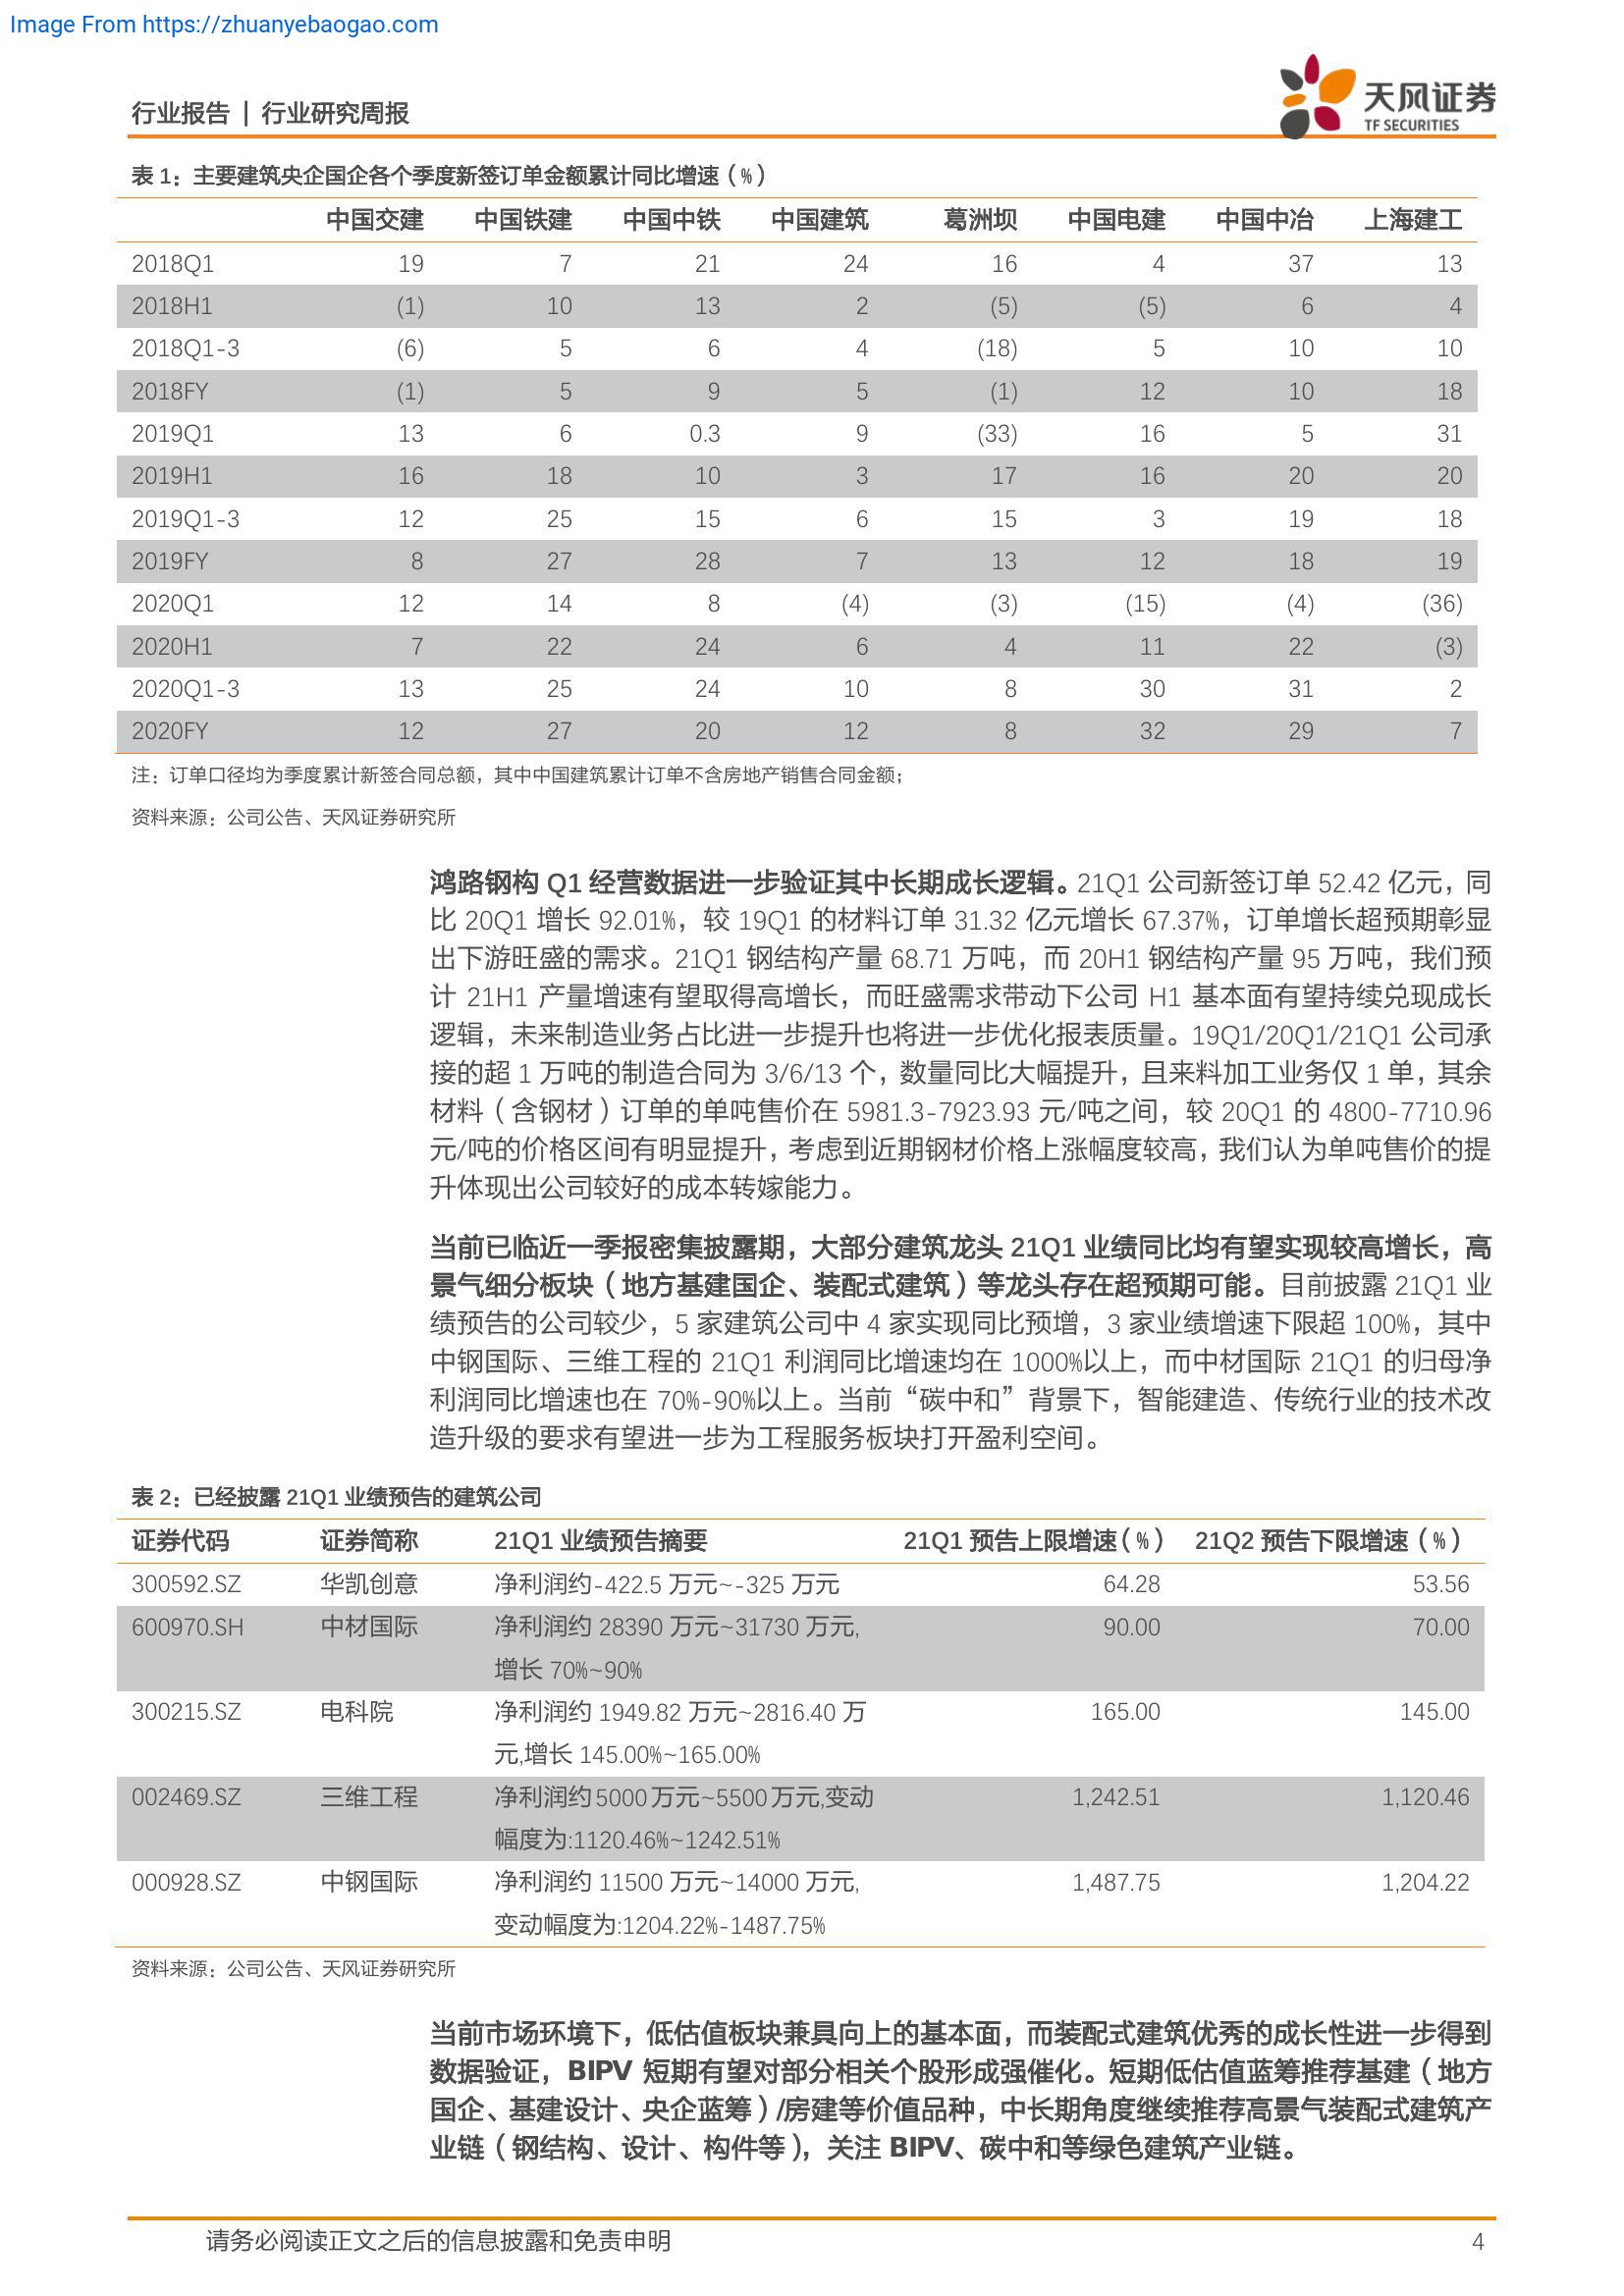 Image From https://zhuanyebaogao.com
行业报告 | 行业研究周报
天风证券
TF SECURITIES
表 1：主要建筑央企国企各个季度新签订单金额累计同比增速（%）
中国交建 中国铁建 中国中铁 中国建筑 葛洲坝 中国电建 中国中冶 上海建工
2018Q1 19 7 21 24 16 4 37 13
2018H1 (1) 10 13 2 (5) (5) 6 4
2018Q1-3 (6) 5 6 4 (18) 5 10 10
2018FY (1) 5 9 5 (1) 12 10 18
2019Q1 13 6 0.3 9 (33) 16 5 31
2019H1 16 18 10 3 17 16 20 20
2019Q1-3 12 25 15 6 15 3 19 18
2019FY 8 27 28 7 13 12 18 19
2020Q1 12 14 8 (4) (3) (15) (4) (36)
2020H1 7 22 24 6 4 11 22 (3)
2020Q1-3 13 25 24 10 8 30 31 2
2020FY 12 27 20 12 8 32 29 7
注：订单口径均为季度累计新签合同总额，其中中国建筑累计订单不含房地产销售合同金额；
资料来源：公司公告、天风证券研究所
鸿路钢构 Q1 经营数据进一步验证其中长期成长逻辑。21Q1 公司新签订单 52.42 亿元，同
比 20Q1 增长 92.01%，较 19Q1 的材料订单 31.32 亿元增长 67.37%，订单增长超预期彰显
出下游旺盛的需求。21Q1 钢结构产量 68.71 万吨，而 20H1 钢结构产量 95 万吨，我们预
计 21H1 产量增速有望取得高增长，而旺盛需求带动下公司 H1 基本面有望持续兑现成长
逻辑，未来制造业务占比进一步提升也将进一步优化报表质量。19Q1/20Q1/21Q1 公司承
接的超 1 万吨的制造合同为 3/6/13 个，数量同比大幅提升，且来料加工业务仅 1 单，其余
材料（含钢材）订单的单吨售价在 5981.3-7923.93 元/吨之间，较 20Q1 的 4800-7710.96
元/吨的价格区间有明显提升，考虑到近期钢材价格上涨幅度较高，我们认为单吨售价的提
升体现出公司较好的成本转嫁能力。
当前已临近一季报密集披露期，大部分建筑龙头 21Q1 业绩同比均有望实现较高增长，高
景气细分板块（地方基建国企、装配式建筑）等龙头存在超预期可能。目前披露 21Q1 业
绩预告的公司较少，5 家建筑公司中 4 家实现同比预增，3 家业绩增速下限超 100%，其中
中钢国际、三维工程的 21Q1 利润同比增速均在 1000%以上，而中材国际 21Q1 的归母净
利润同比增速也在 70%-90%以上。当前“碳中和”背景下，智能建造、传统行业的技术改
造升级的要求有望进一步为工程服务板块打开盈利空间。
表 2：已经披露 21Q1 业绩预告的建筑公司
证券代码 证券简称 21Q1 业绩预告摘要 21Q1 预告上限增速（%） 21Q2 预告下限增速（%）
300592.SZ 华凯创意 净利润约-422.5 万元~-325 万元 64.28 53.56
600970.SH 中材国际 净利润约 28390 万元~31730 万元, 90.00 70.00
增长 70%~90%
300215.SZ 电科院 净利润约 1949.82 万元~2816.40 万 165.00 145.00
元,增长 145.00%~165.00%
002469.SZ 三维工程 净利润约 5000 万元~5500 万元,变动 1,242.51 1,120.46
幅度为:1120.46%~1242.51%
000928.SZ 中钢国际 净利润约 11500 万元~14000 万元, 1,487.75 1,204.22
变动幅度为:1204.22%-1487.75%
资料来源：公司公告、天风证券研究所
当前市场环境下，低估值板块兼具向上的基本面，而装配式建筑优秀的成长性进一步得到
数据验证，BIPV 短期有望对部分相关个股形成强催化。短期低估值蓝筹推荐基建（地方
国企、基建设计、央企蓝筹）/房建等价值品种，中长期角度继续推荐高景气装配式建筑产
业链（钢结构、设计、构件等），关注 BIPV、碳中和等绿色建筑产业链。
请务必阅读正文之后的信息披露和免责申明 4